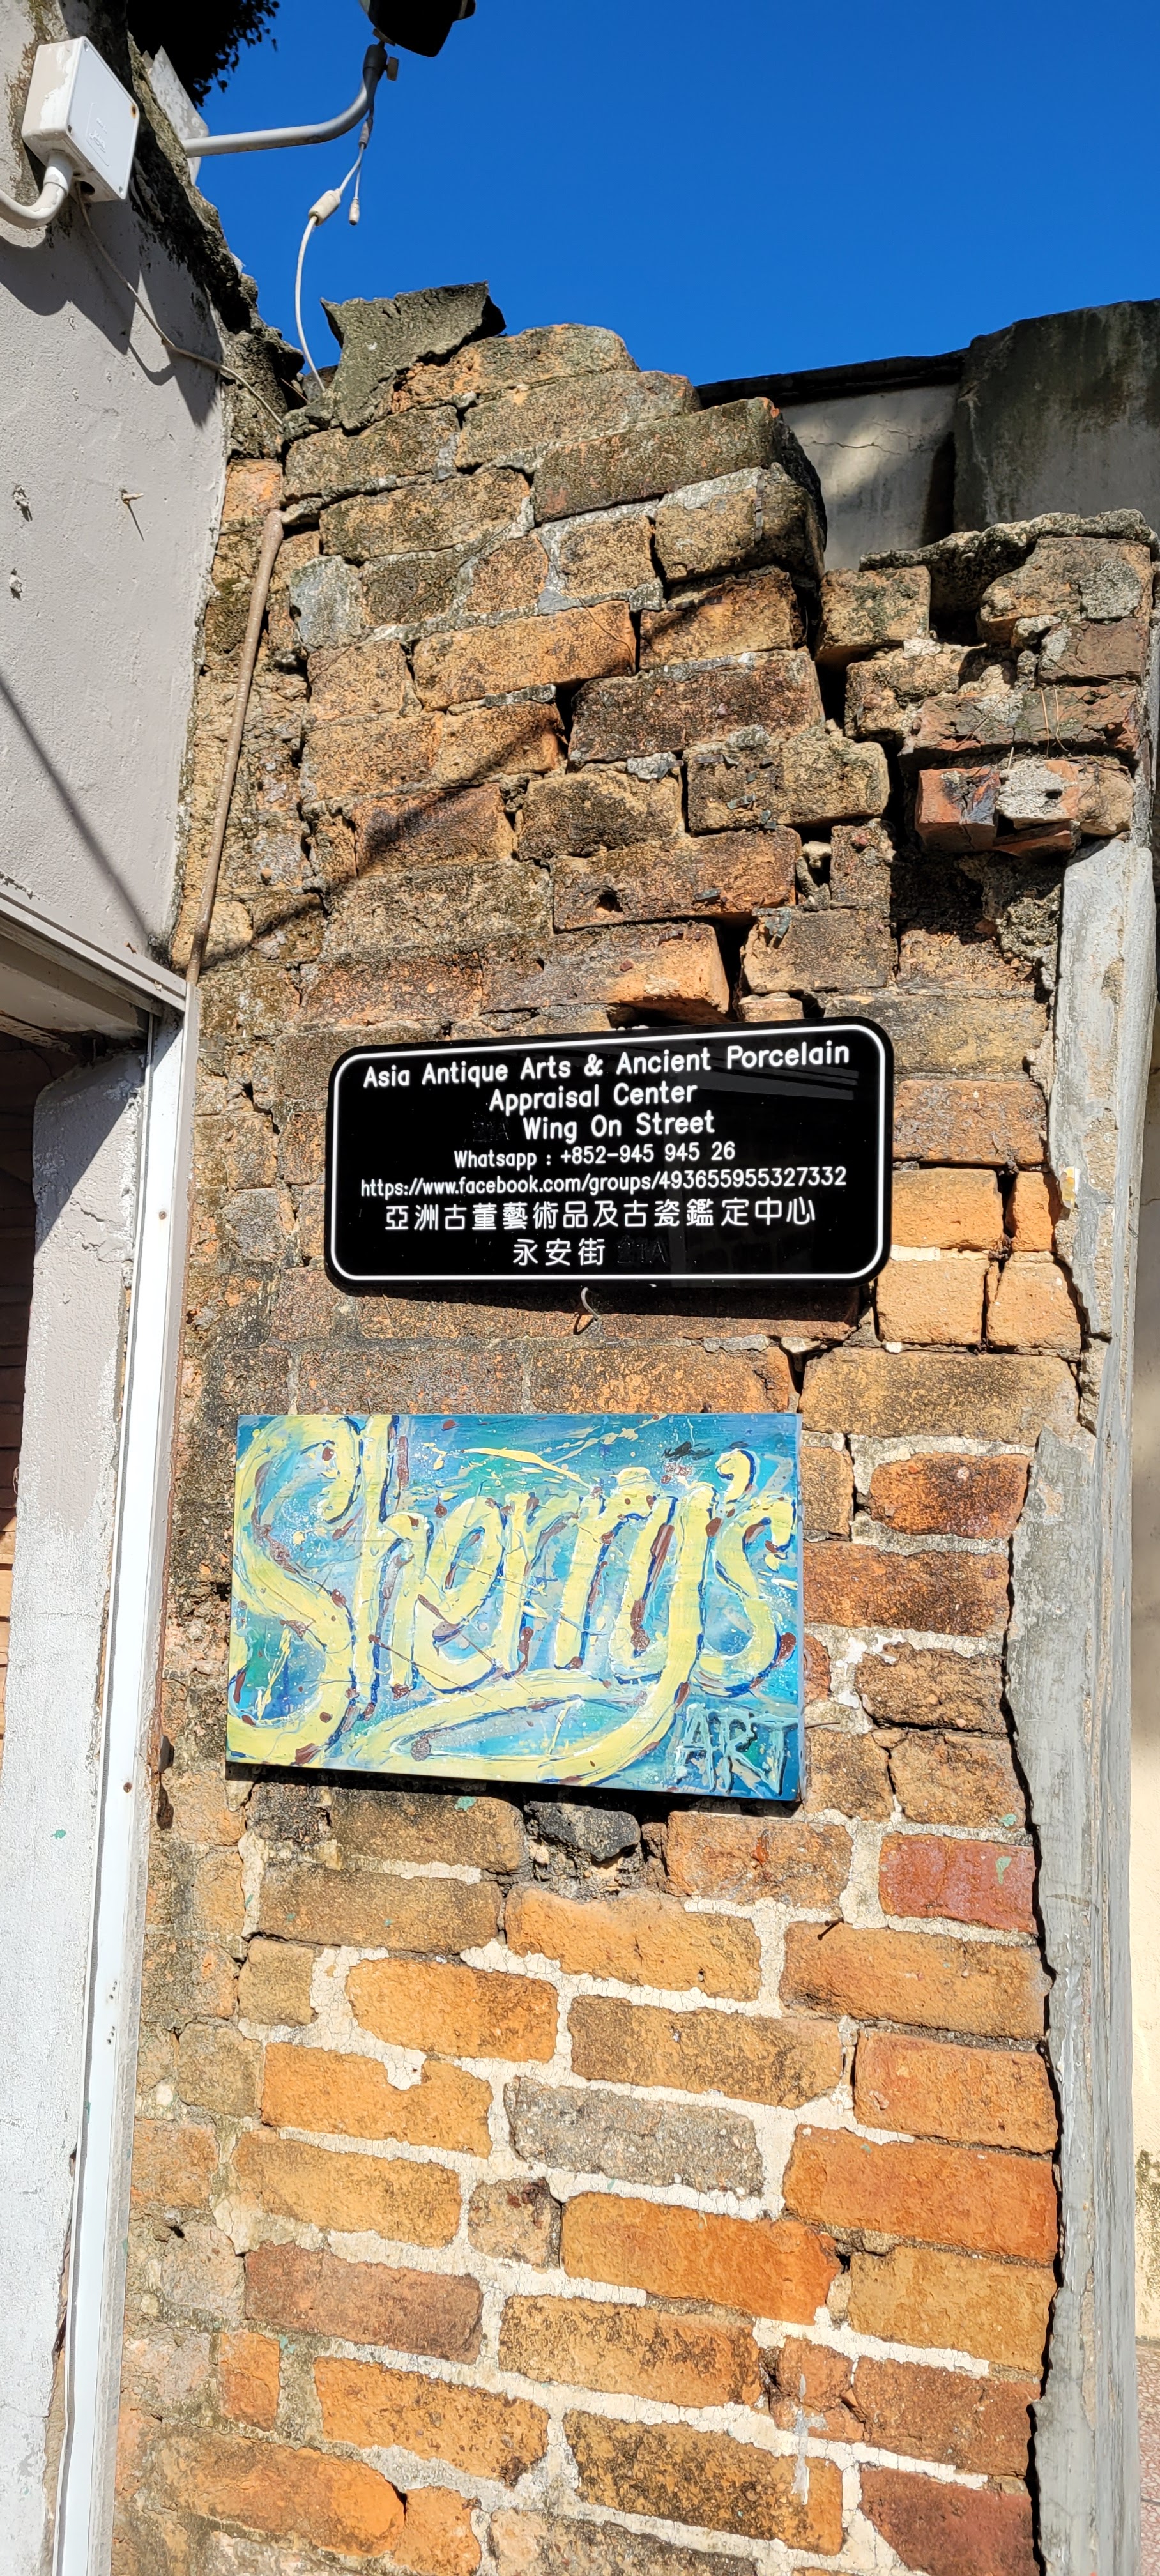 Asia Antique Arts & Ancient Porcelain
Appraisal Center
Wing On Street
Whatsapp : +852-945 945 26
https://www.facebook.com/groups/493655955327332
亞洲古董藝術品及古瓷鑑定中心
永安街
Sherry's
ART